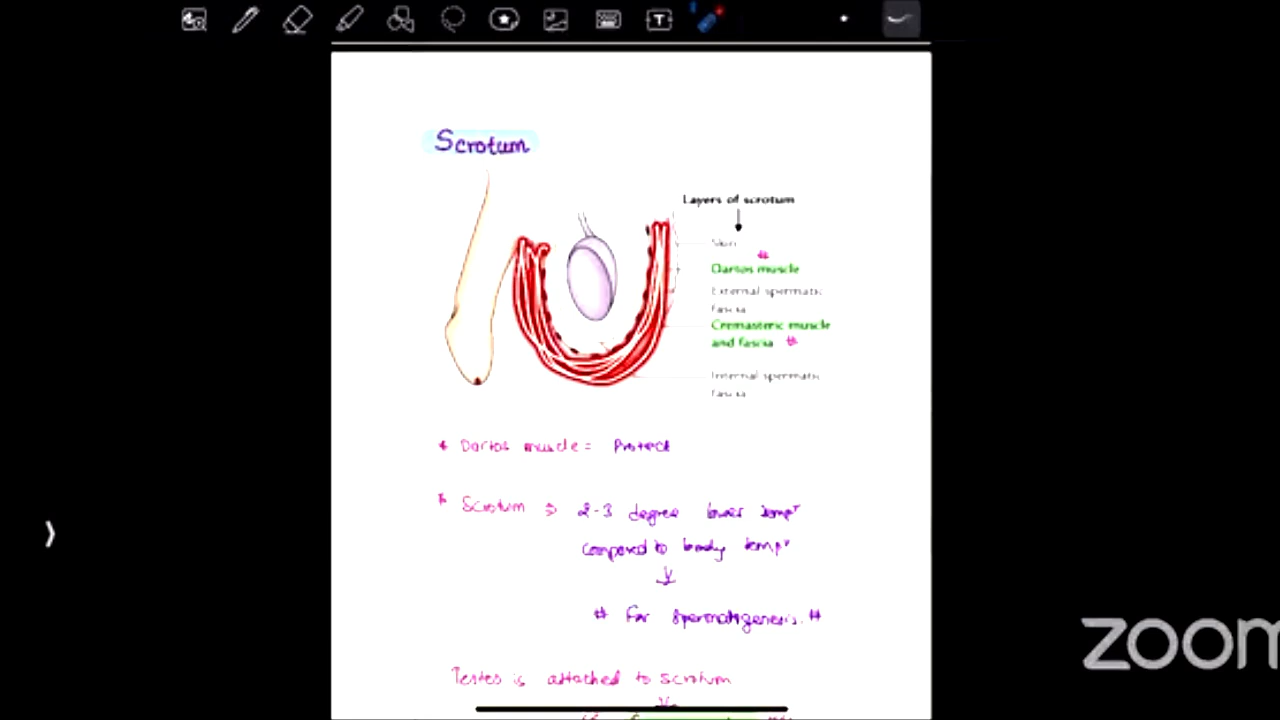 Scrotum
Layers of scrotum
Skin
#
Dartos muscle
External spermatic
fascia
Cremasteric muscle
and fascia #
Internal spermatic
fascia
* Dartos muscle = Protect
* Scrotum ⇒ 2-3 degree lower tempr
compared to body tempr
↓
# For spermatogenesis. #
Testes is attached to scrotum
zoom